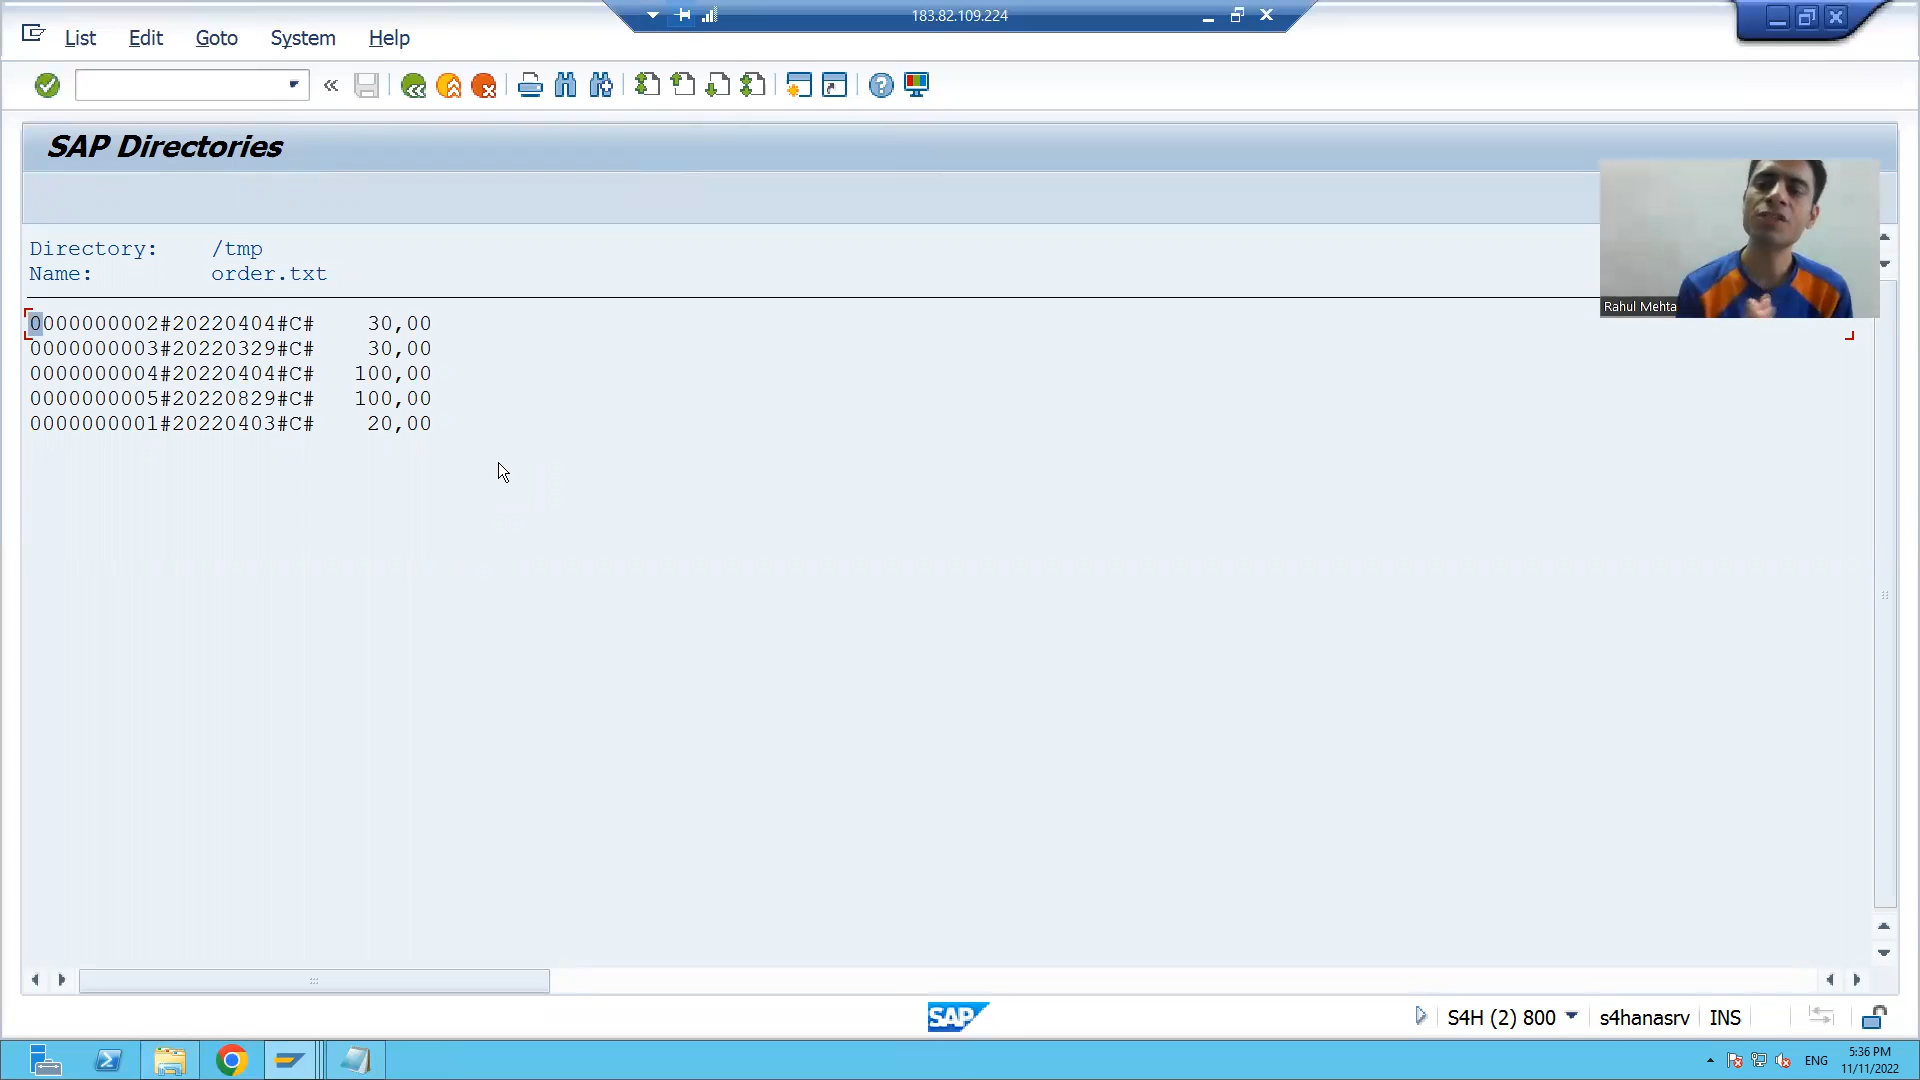 183.82.109.224
List Edit Goto System Help
SAP Directories
Directory: /tmp
Name: order.txt
0000000002#20220404#C# 30,00
0000000003#20220329#C# 30,00
0000000004#20220404#C# 100,00
0000000005#20220829#C# 100,00
0000000001#20220403#C# 20,00
Rahul Mehta
SAP
S4H (2) 800 s4hanasrv INS
ENG
5:36 PM
11/11/2022